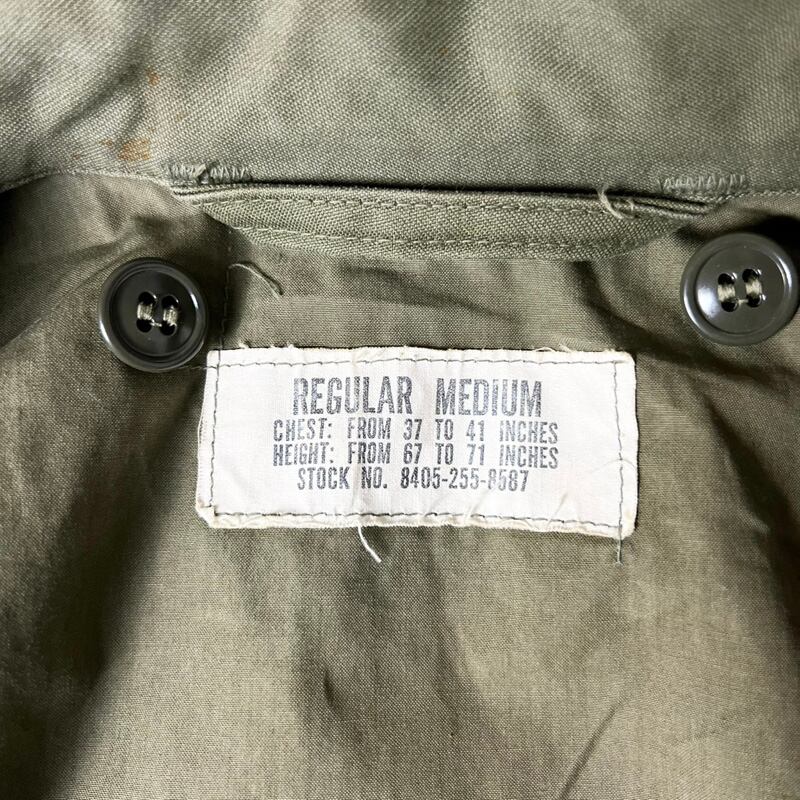 REGULAR MEDIUM
CHEST: FROM 37 TO 41 INCHES
HEIGHT: FROM 67 TO 71 INCHES
STOCK NO. 8405-255-8587